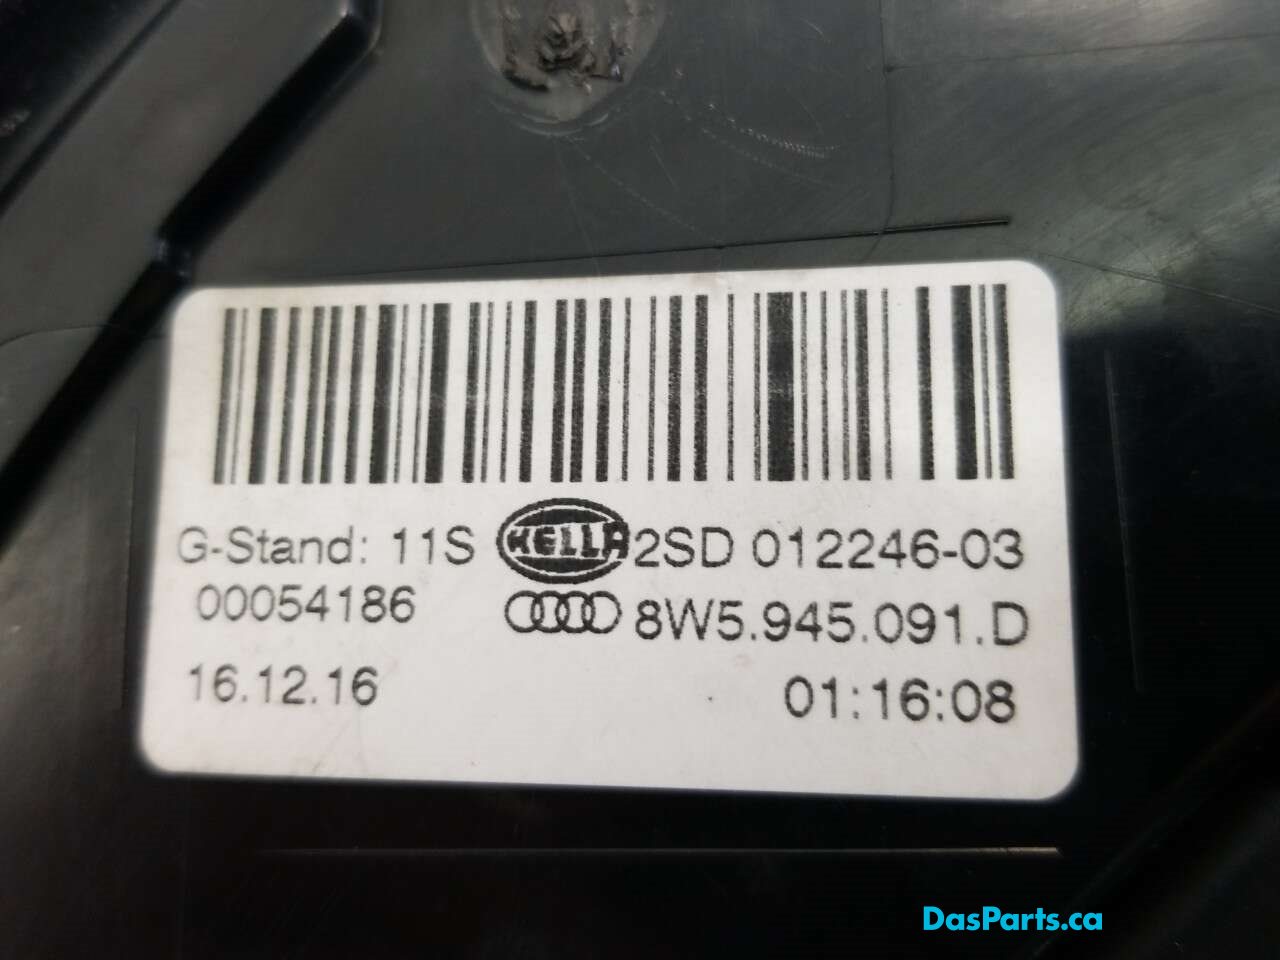 G-Stand: 11S HELLA 2SD 012246-03
00054186 8W5.945.091.D
16.12.16 01:16:08
DasParts.ca